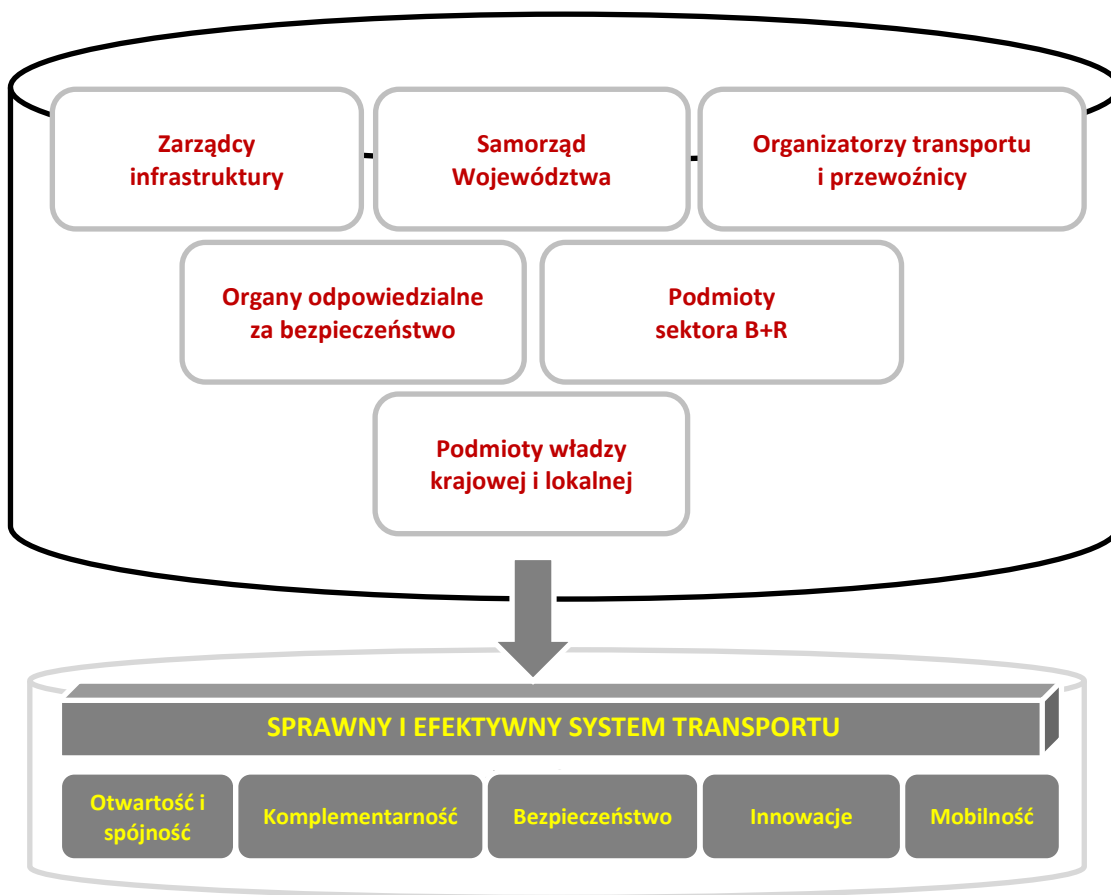 Zarządcy
infrastruktury
Samorząd
Województwa
Organizatorzy transportu
i przewoźnicy
Organy odpowiedzialne
za bezpieczeństwo
Podmioty
sektora B+R
Podmioty władzy
krajowej i lokalnej
SPRAWNY I EFEKTYWNY SYSTEM TRANSPORTU
Otwartość i
spójność
Komplementarność
Bezpieczeństwo
Innowacje
Mobilność